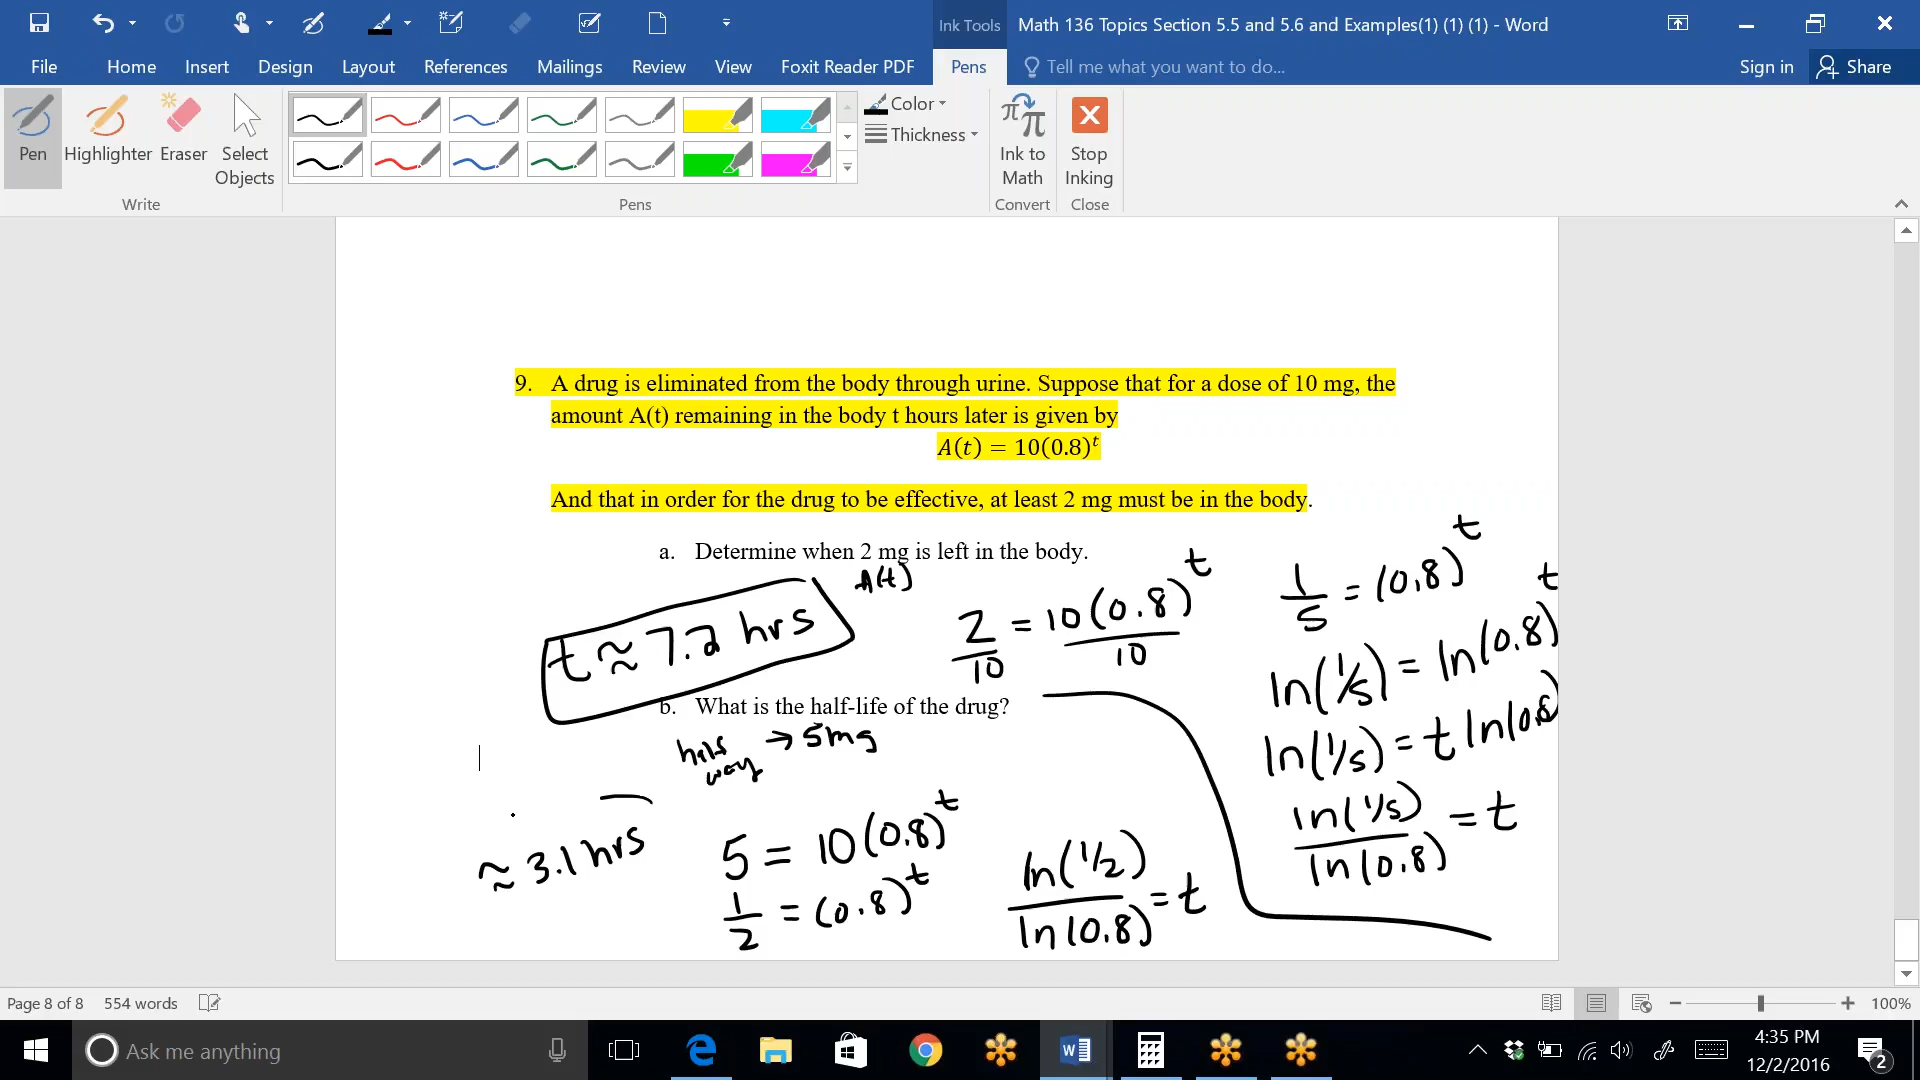 Ink Tools
Math 136 Topics Section 5.5 and 5.6 and Examples(1) (1) (1) - Word
File Home Insert Design Layout References Mailings Review View Foxit Reader PDF Pens Tell me what you want to do... Sign in Share
Pen Highlighter Eraser Select Objects
Color
Thickness
Ink to Math
Stop Inking
Write Pens Convert Close
9. A drug is eliminated from the body through urine. Suppose that for a dose of 10 mg, the
amount A(t) remaining in the body t hours later is given by
A(t) = 10(0.8)^t
And that in order for the drug to be effective, at least 2 mg must be in the body.
a. Determine when 2 mg is left in the body.
A(t)
t ≈ 7.2 hrs
2/10 = 10(0.8)^t/10
1/5 = (0.8)^t
ln(1/5) = ln(0.8)^t
ln(1/5) = t ln(0.8)
ln(1/5)/ln(0.8) = t
b. What is the half-life of the drug?
half way → 5mg
5 = 10(0.8)^t
1/2 = (0.8)^t
ln(1/2)/ln(0.8) = t
≈ 3.1 hrs
Page 8 of 8 554 words 100%
Ask me anything
4:35 PM
12/2/2016
2